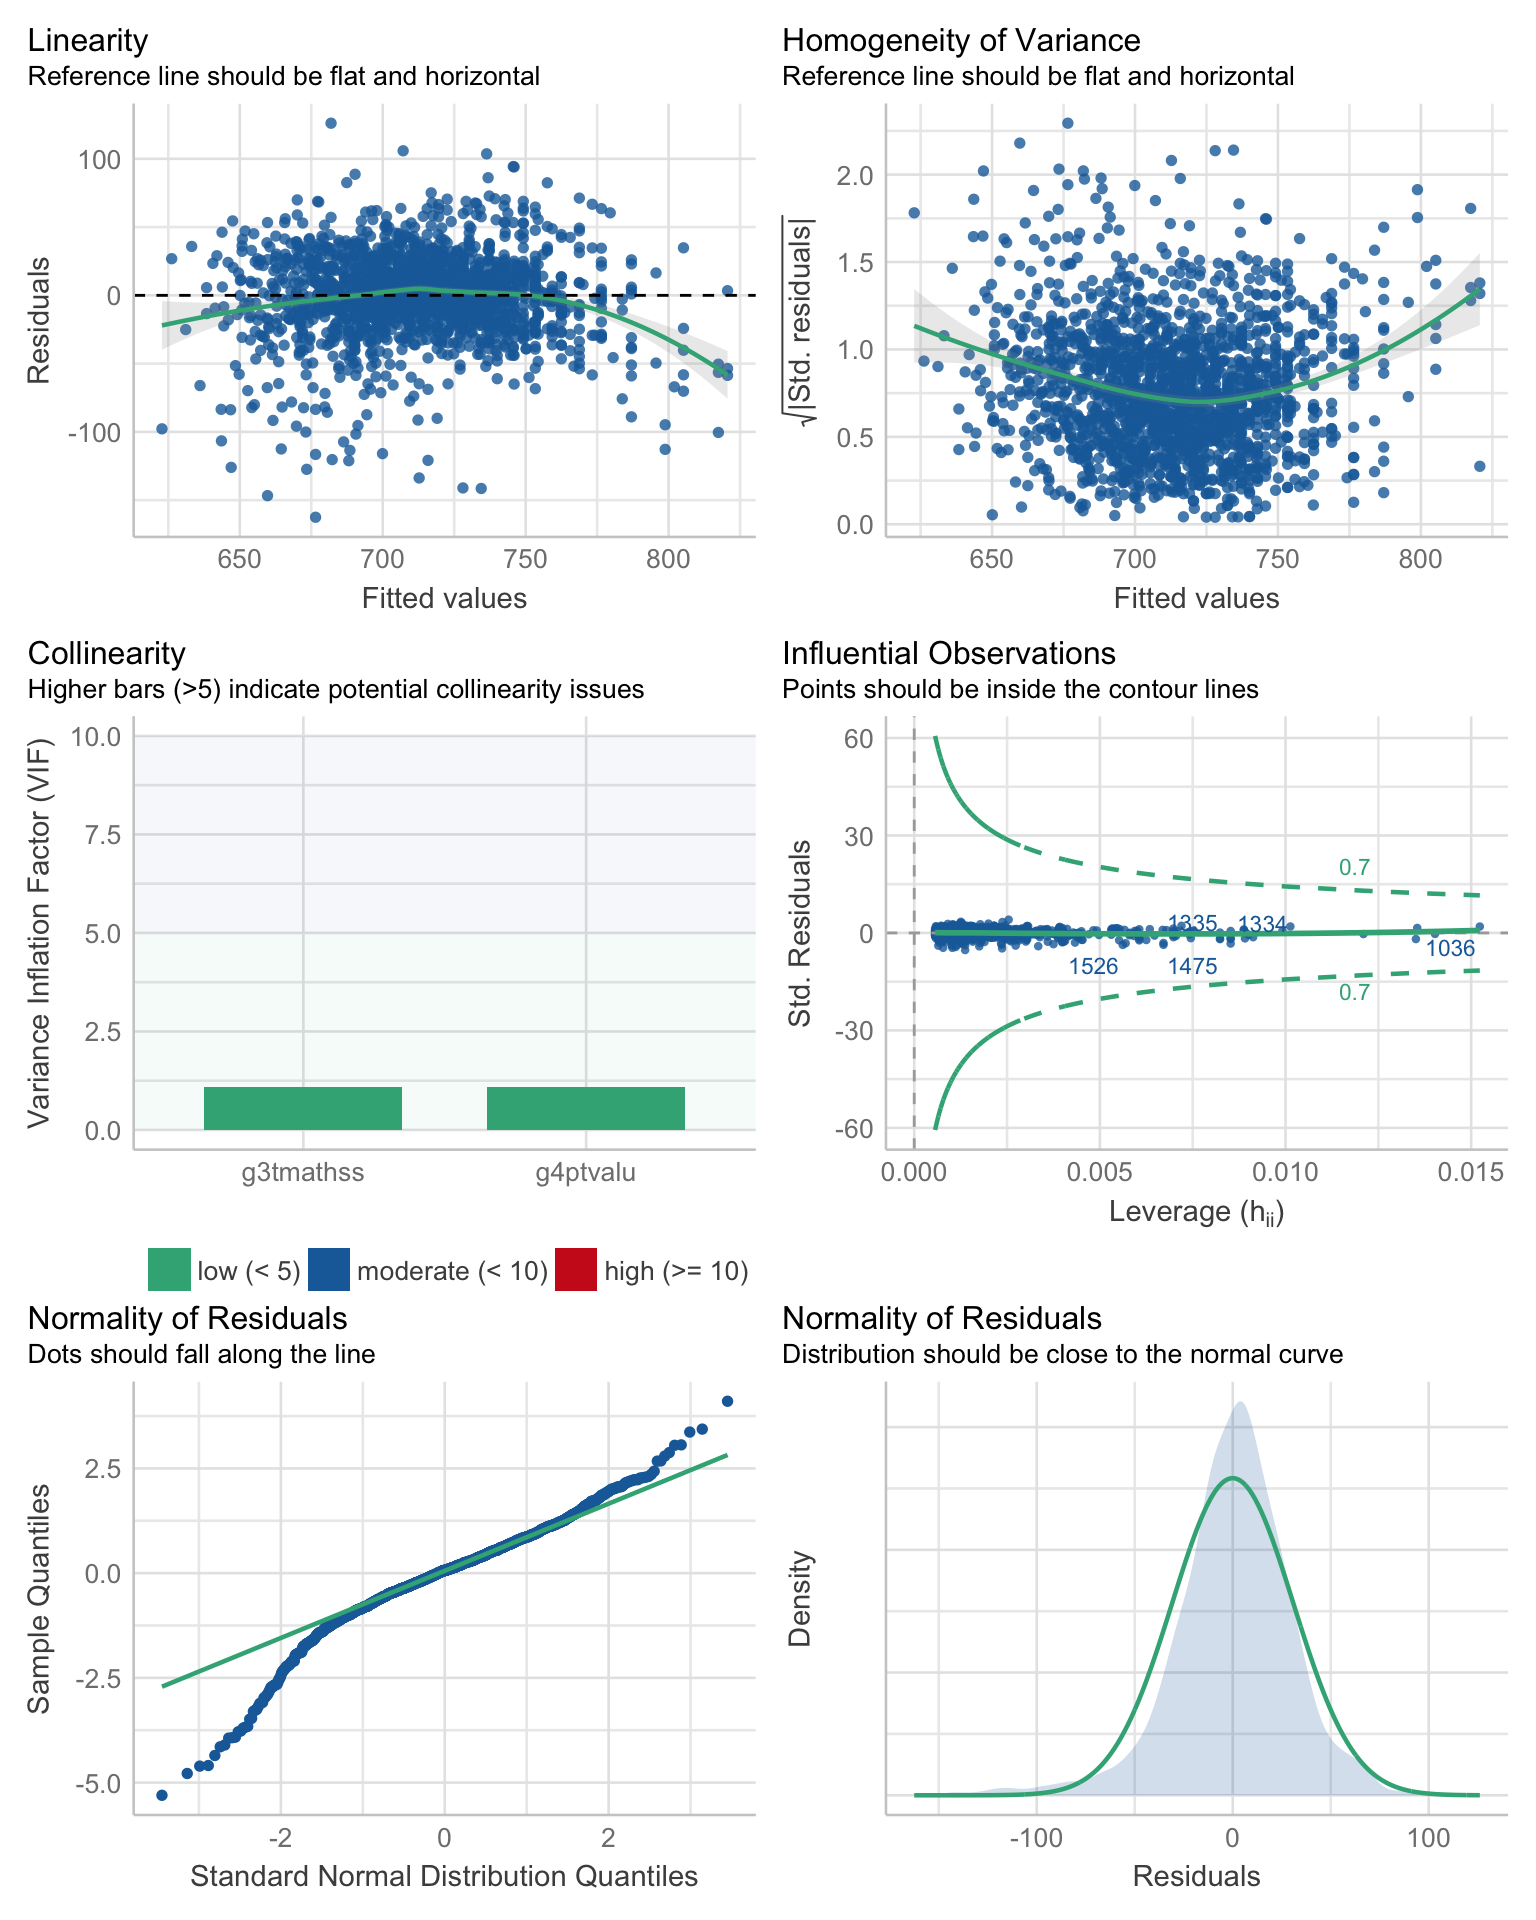 Linearity
Reference line should be flat and horizontal
100
0
-100
Residuals
650 700 750 800
Fitted values
Homogeneity of Variance
Reference line should be flat and horizontal
2.0
1.5
1.0
0.5
0.0
√|Std. residuals|
650 700 750 800
Fitted values
Collinearity
Higher bars (>5) indicate potential collinearity issues
10.0
7.5
5.0
2.5
0.0
Variance Inflation Factor (VIF)
g3tmathss g4ptvalu
low (< 5) moderate (< 10) high (>= 10)
Influential Observations
Points should be inside the contour lines
60
30
0
-30
-60
Std. Residuals
0.7
1335 1334
1036
1526 1475
0.7
0.000 0.005 0.010 0.015
Leverage (hii)
Normality of Residuals
Dots should fall along the line
2.5
0.0
-2.5
-5.0
Sample Quantiles
-2 0 2
Standard Normal Distribution Quantiles
Normality of Residuals
Distribution should be close to the normal curve
Density
-100 0 100
Residuals